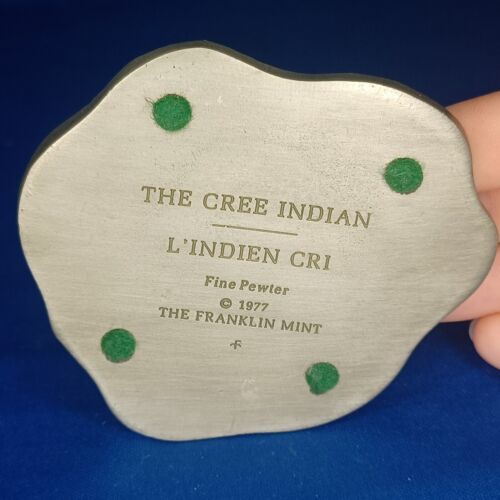 THE CREE INDIAN
L'INDIEN CRI
Fine Pewter
© 1977
THE FRANKLIN MINT